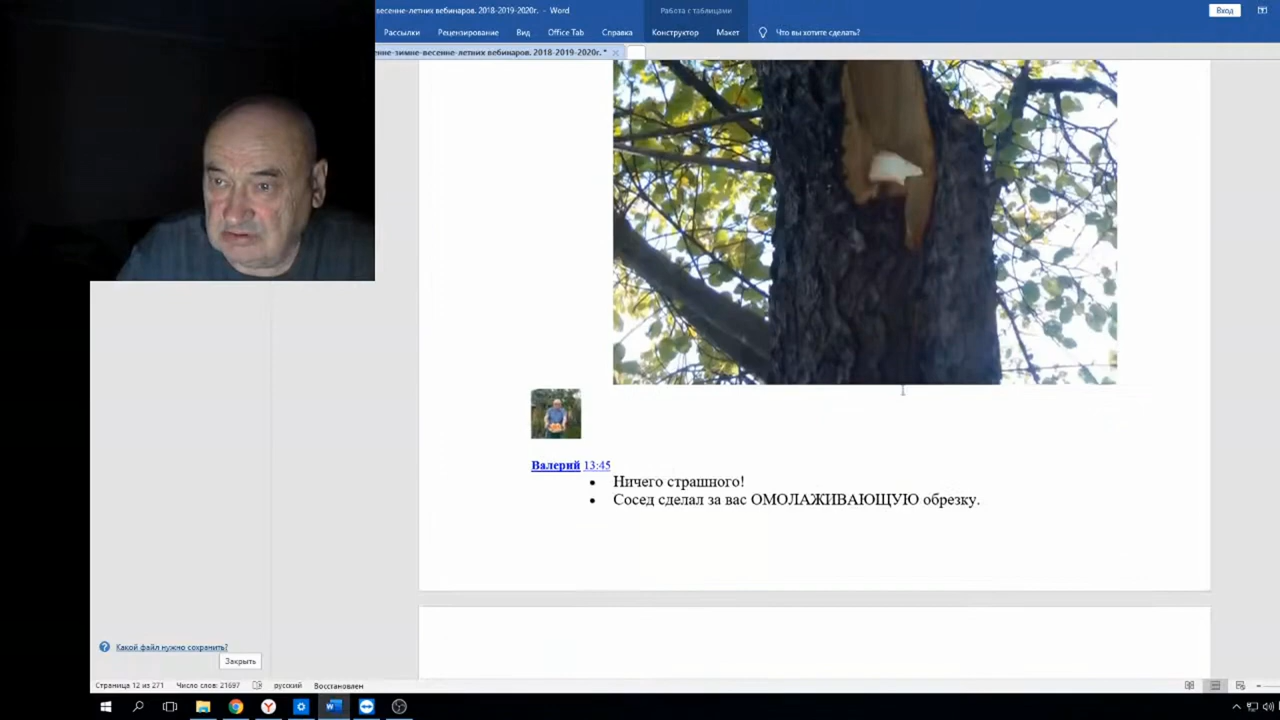 весенне-летних вебинаров. 2018-2019-2020г. - Word
Работа с таблицами
Вход
Рассылки Рецензирование Вид Office Tab Справка Конструктор Макет Что вы хотите сделать?
нне-зимне-весенне-летних вебинаров. 2018-2019-2020г. *
Валерий 13:45
• Ничего страшного!
• Сосед сделал за вас ОМОЛАЖИВАЮЩУЮ обрезку.
Какой файл нужно сохранить?
Закрыть
Страница 12 из 271 Число слов: 21697 русский Восстановлен